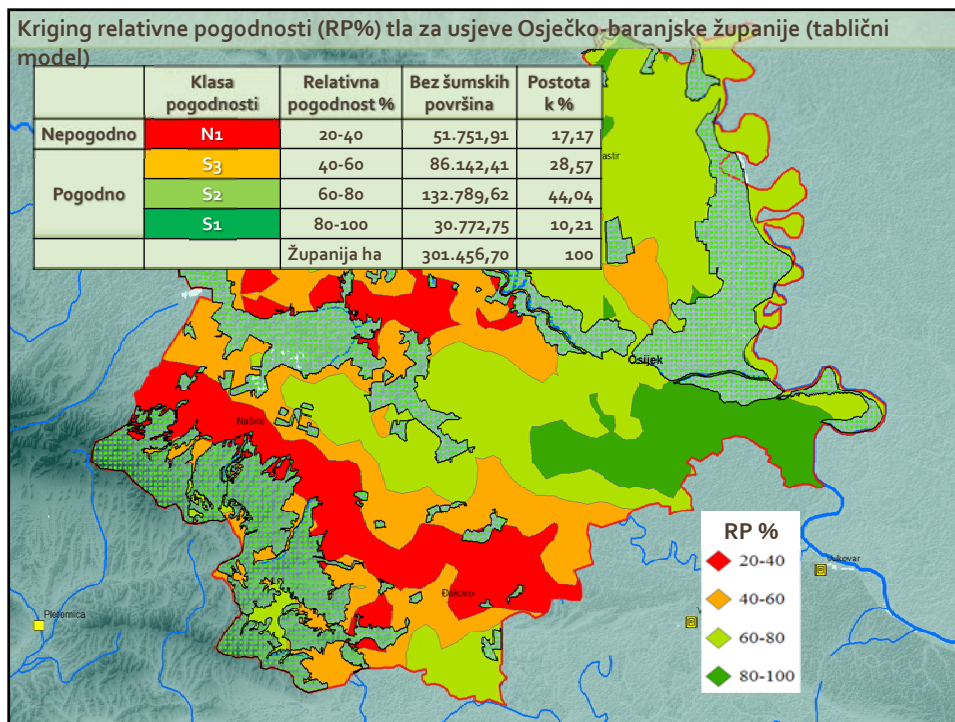 Kriging relativne pogodnosti (RP%) tla za usjeve Osječko-baranjske županije (tablični
model)
Klasa pogodnosti Relativna pogodnost % Bez šumskih površina Postota k %
Nepogodno N1 20-40 51.751,91 17,17
Pogodno S3 40-60 86.142,41 28,57
S2 60-80 132.789,62 44,04
S1 80-100 30.772,75 10,21
Županija ha 301.456,70 100
astir
Osijek
Našice
Đakovo
Vukovar
V
Pleternica
RP %
20-40
40-60
60-80
80-100